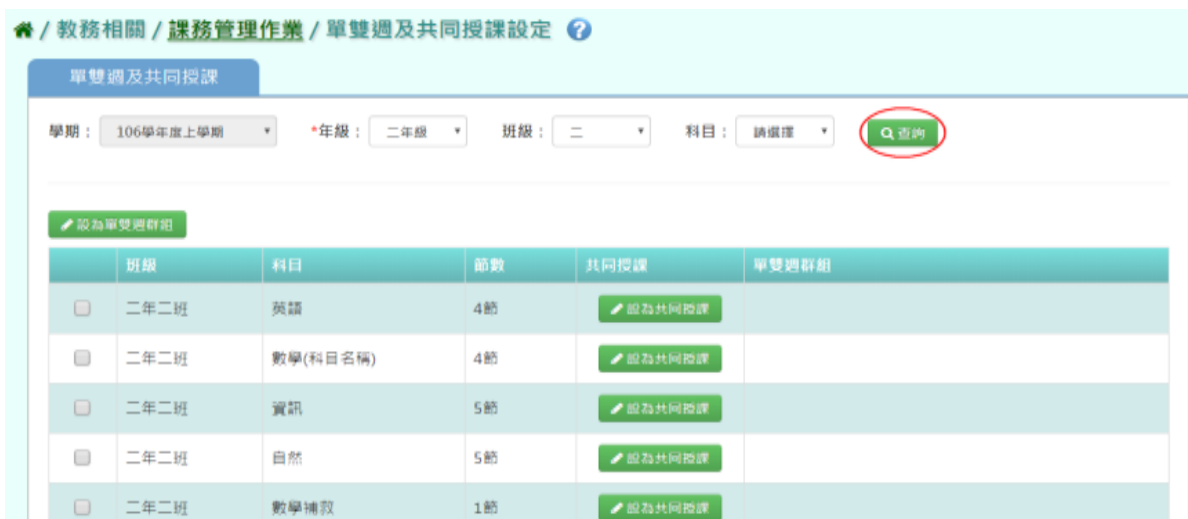 / 教務相關 / 課務管理作業 / 單雙週及共同授課設定 ?
單雙週及共同授課
學期： 106學年度上學期 *年級： 二年級 班級： 二 科目： 請選擇 查詢
設為單雙週群組
班級 科目 節數 共同授課 單雙週群組
二年二班 英語 4節 設為共同授課
二年二班 數學(科目名稱) 4節 設為共同授課
二年二班 資訊 5節 設為共同授課
二年二班 自然 5節 設為共同授課
二年二班 數學補救 1節 設為共同授課